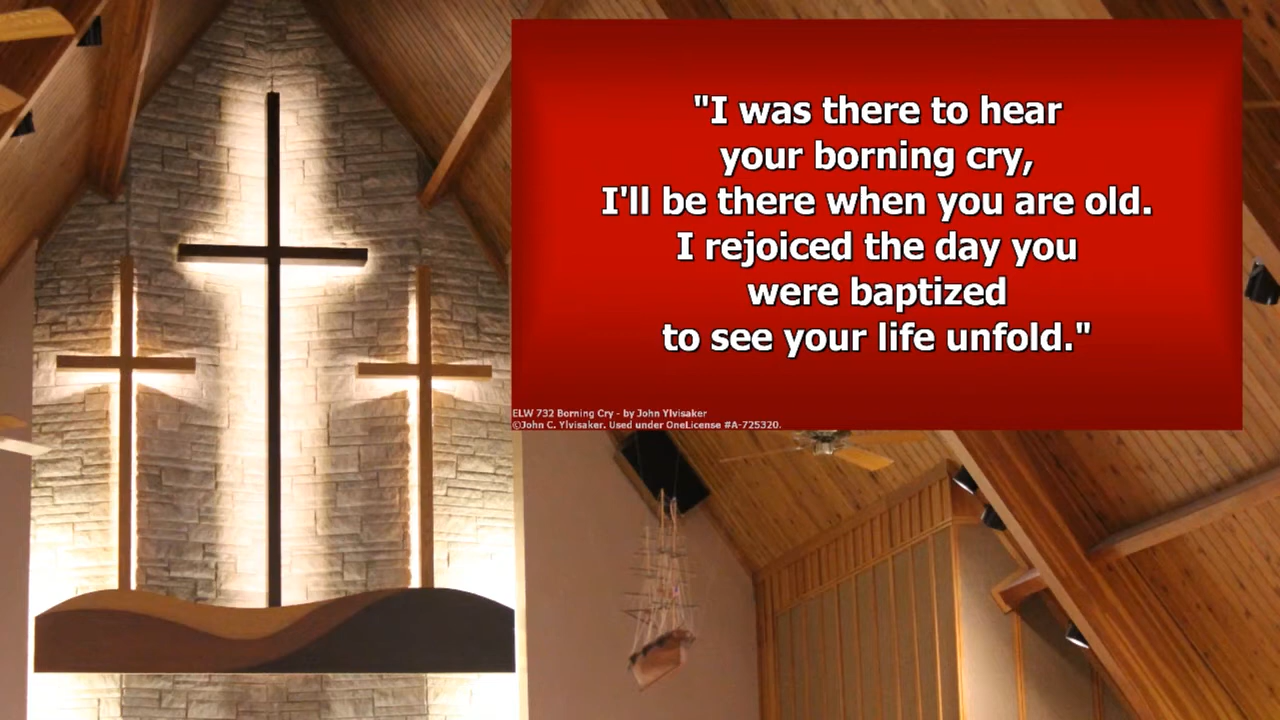 "I was there to hear
your borning cry,
I'll be there when you are old.
I rejoiced the day you
were baptized
to see your life unfold."
ELW 732 Borning Cry - by John Ylvisaker
©John C. Ylvisaker. Used under OneLicense #A-725320.